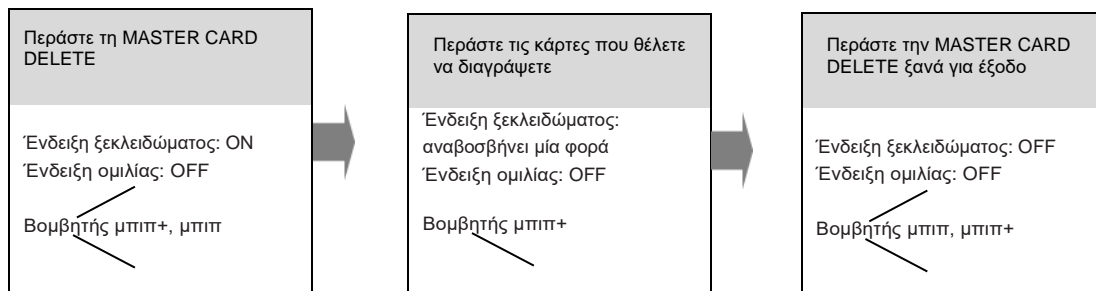 Περάστε τη MASTER CARD
DELETE
Ένδειξη ξεκλειδώματος: ON
Ένδειξη ομιλίας: OFF
Βομβητής μπιπ+, μπιπ
Περάστε τις κάρτες που θέλετε
να διαγράψετε
Ένδειξη ξεκλειδώματος:
αναβοσβήνει μία φορά
Ένδειξη ομιλίας: OFF
Βομβητής μπιπ+
Περάστε την MASTER CARD
DELETE ξανά για έξοδο
Ένδειξη ξεκλειδώματος: OFF
Ένδειξη ομιλίας: OFF
Βομβητής μπιπ, μπιπ+